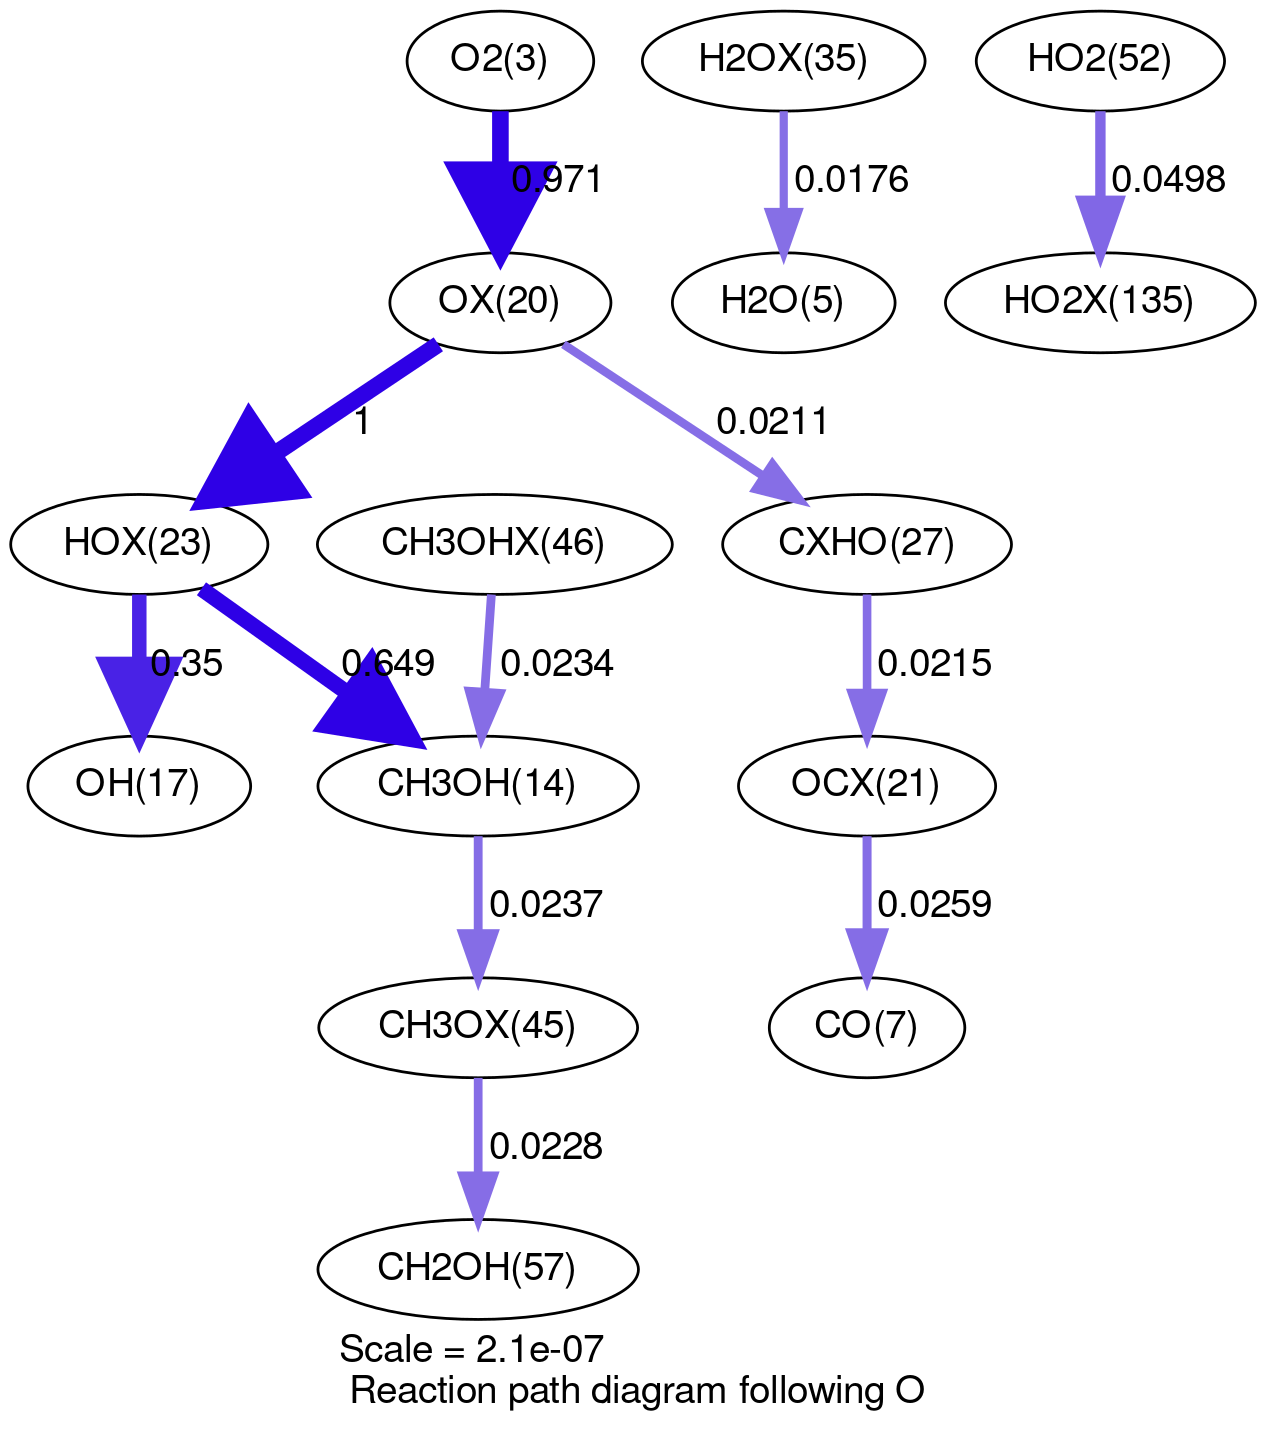 O2(3)
H2OX(35)
HO2(52)
0.971
0.0176
0.0498
OX(20)
H2O(5)
HO2X(135)
1
0.0211
HOX(23)
CH3OHX(46)
CXHO(27)
0.35
0.649
0.0234
0.0215
OH(17)
CH3OH(14)
OCX(21)
0.0237
0.0259
CH3OX(45)
CO(7)
0.0228
CH2OH(57)
Scale = 2.1e-07
Reaction path diagram following O